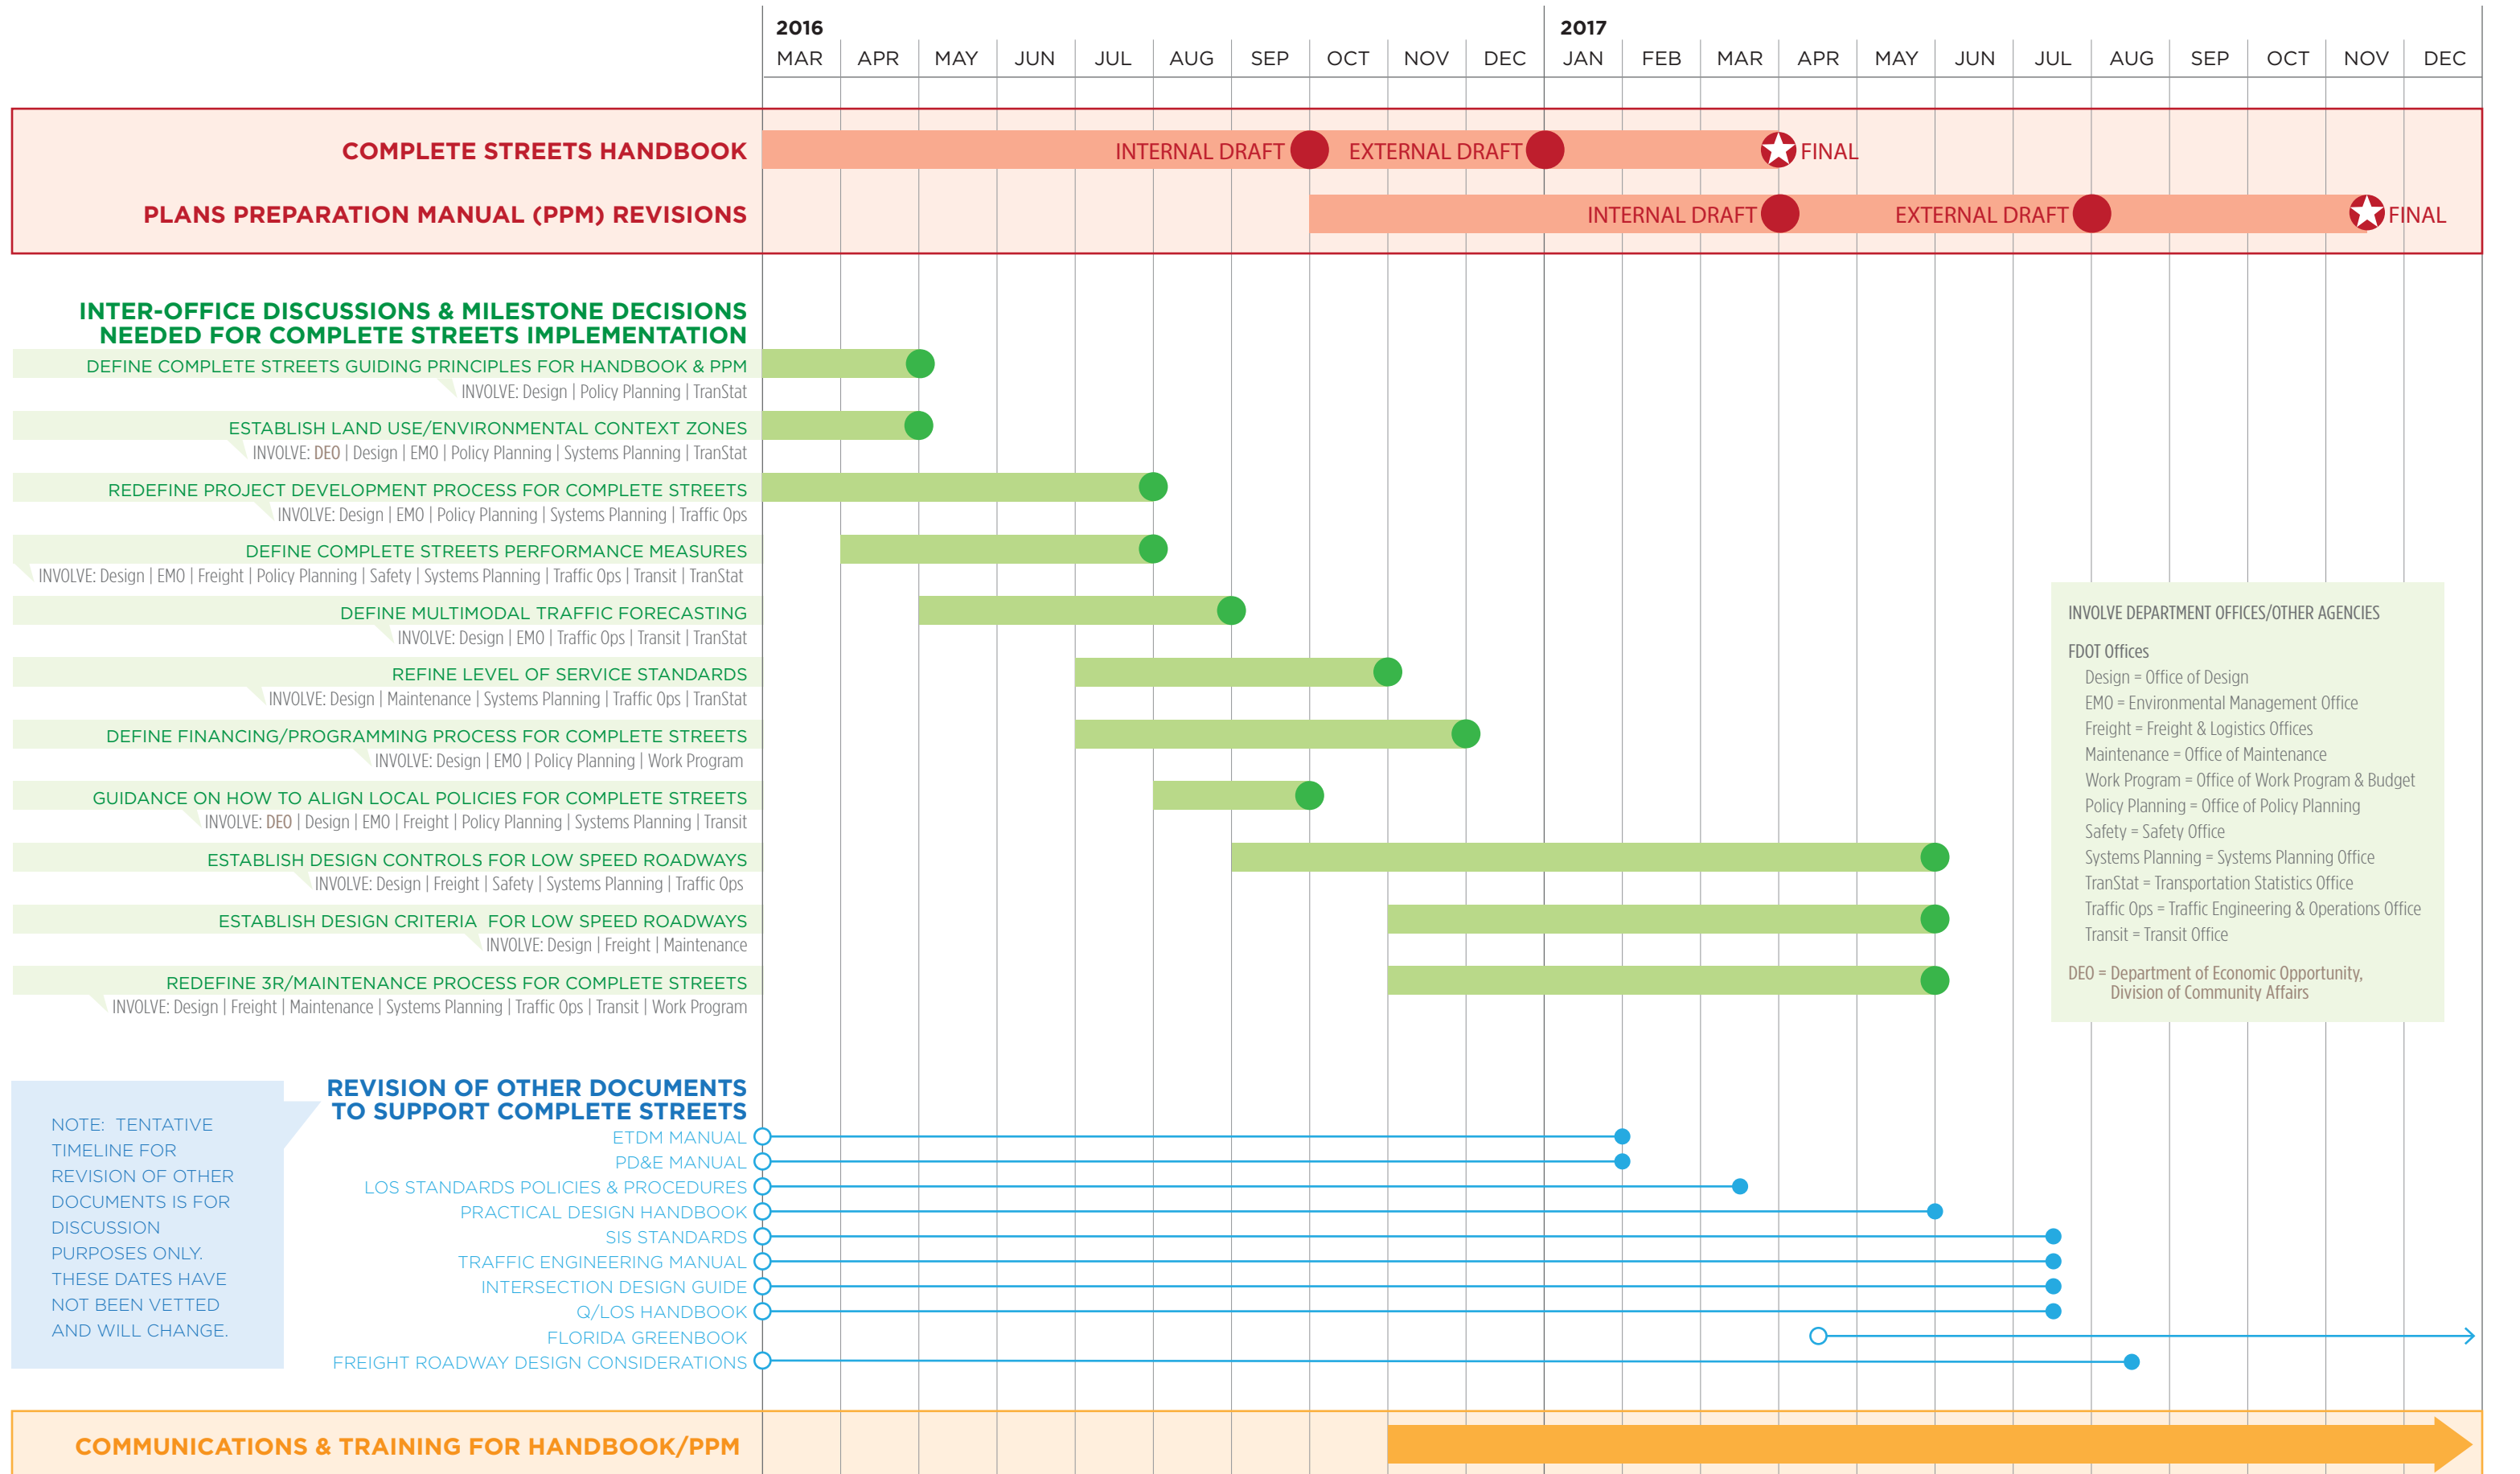 2016
2017
MAR APR MAY JUN JUL AUG SEP OCT NOV DEC JAN FEB MAR APR MAY JUN JUL AUG SEP OCT NOV DEC
COMPLETE STREETS HANDBOOK
INTERNAL DRAFT
EXTERNAL DRAFT
FINAL
PLANS PREPARATION MANUAL (PPM) REVISIONS
INTERNAL DRAFT
EXTERNAL DRAFT
FINAL
INTER-OFFICE DISCUSSIONS & MILESTONE DECISIONS
NEEDED FOR COMPLETE STREETS IMPLEMENTATION
DEFINE COMPLETE STREETS GUIDING PRINCIPLES FOR HANDBOOK & PPM
INVOLVE: Design | Policy Planning | TranStat
ESTABLISH LAND USE/ENVIRONMENTAL CONTEXT ZONES
INVOLVE: DEO | Design | EMO | Policy Planning | Systems Planning | TranStat
REDEFINE PROJECT DEVELOPMENT PROCESS FOR COMPLETE STREETS
INVOLVE: Design | EMO | Policy Planning | Systems Planning | Traffic Ops
DEFINE COMPLETE STREETS PERFORMANCE MEASURES
INVOLVE: Design | EMO | Freight | Policy Planning | Safety | Systems Planning | Traffic Ops | Transit | TranStat
DEFINE MULTIMODAL TRAFFIC FORECASTING
INVOLVE: Design | EMO | Traffic Ops | Transit | TranStat
REFINE LEVEL OF SERVICE STANDARDS
INVOLVE: Design | Maintenance | Systems Planning | Traffic Ops | TranStat
DEFINE FINANCING/PROGRAMMING PROCESS FOR COMPLETE STREETS
INVOLVE: Design | EMO | Policy Planning | Work Program
GUIDANCE ON HOW TO ALIGN LOCAL POLICIES FOR COMPLETE STREETS
INVOLVE: DEO | Design | EMO | Freight | Policy Planning | Systems Planning | Transit
ESTABLISH DESIGN CONTROLS FOR LOW SPEED ROADWAYS
INVOLVE: Design | Freight | Safety | Systems Planning | Traffic Ops
ESTABLISH DESIGN CRITERIA FOR LOW SPEED ROADWAYS
INVOLVE: Design | Freight | Maintenance
REDEFINE 3R/MAINTENANCE PROCESS FOR COMPLETE STREETS
INVOLVE: Design | Freight | Maintenance | Systems Planning | Traffic Ops | Transit | Work Program
INVOLVE DEPARTMENT OFFICES/OTHER AGENCIES
FDOT Offices
Design = Office of Design
EMO = Environmental Management Office
Freight = Freight & Logistics Offices
Maintenance = Office of Maintenance
Work Program = Office of Work Program & Budget
Policy Planning = Office of Policy Planning
Safety = Safety Office
Systems Planning = Systems Planning Office
TranStat = Transportation Statistics Office
Traffic Ops = Traffic Engineering & Operations Office
Transit = Transit Office
DEO = Department of Economic Opportunity,
Division of Community Affairs
REVISION OF OTHER DOCUMENTS
TO SUPPORT COMPLETE STREETS
NOTE: TENTATIVE
TIMELINE FOR
REVISION OF OTHER
DOCUMENTS IS FOR
DISCUSSION
PURPOSES ONLY.
THESE DATES HAVE
NOT BEEN VETTED
AND WILL CHANGE.
ETDM MANUAL
PD&E MANUAL
LOS STANDARDS POLICIES & PROCEDURES
PRACTICAL DESIGN HANDBOOK
SIS STANDARDS
TRAFFIC ENGINEERING MANUAL
INTERSECTION DESIGN GUIDE
Q/LOS HANDBOOK
FLORIDA GREENBOOK
FREIGHT ROADWAY DESIGN CONSIDERATIONS
COMMUNICATIONS & TRAINING FOR HANDBOOK/PPM